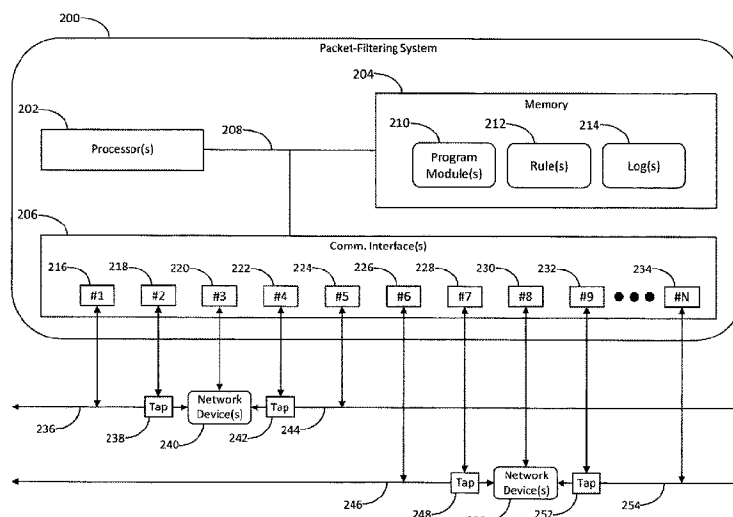 200
Packet-Filtering System
204
Memory
202
208
210
212
214
Processor(s)
Program
Module(s)
Rule(s)
Log(s)
206
Comm. Interface(s)
216
218
220
222
224
226
228
230
232
234
#1
#2
#3
#4
#5
#6
#7
#8
#9
#N
Tap
Network
Device(s)
Tap
236
238
240
242
244
Tap
Network
Device(s)
Tap
246
248
252
254